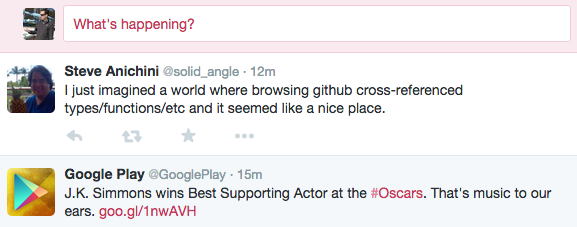 What's happening?
Steve Anichini @solid_angle · 12m
I just imagined a world where browsing github cross-referenced
types/functions/etc and it seemed like a nice place.
Google Play @GooglePlay · 15m
J.K. Simmons wins Best Supporting Actor at the #Oscars. That's music to our
ears. goo.gl/1nwAVH